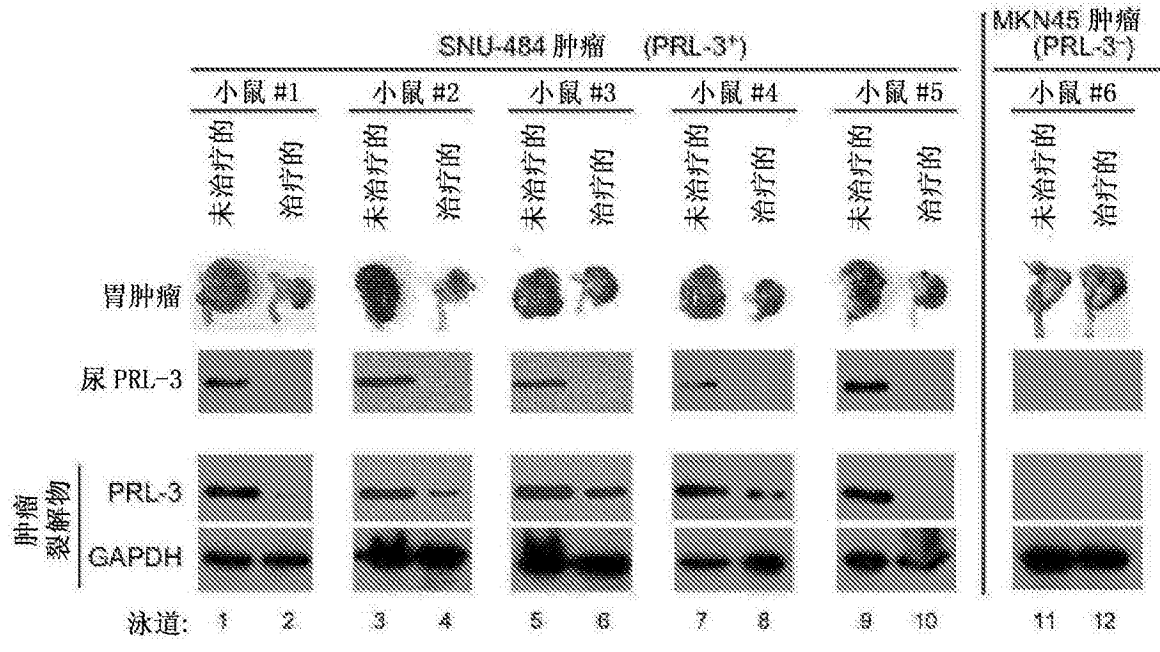 SNU-484 肿瘤 (PRL-3⁺)
MKN45 肿瘤
(PRL-3⁻)
小鼠 #1
小鼠 #2
小鼠 #3
小鼠 #4
小鼠 #5
小鼠 #6
未治疗的
治疗的
未治疗的
治疗的
未治疗的
治疗的
未治疗的
治疗的
未治疗的
治疗的
未治疗的
治疗的
胃肿瘤
尿 PRL-3
肿瘤
裂解物
PRL-3
GAPDH
泳道: 1 2 3 4 5 6 7 8 9 10 11 12